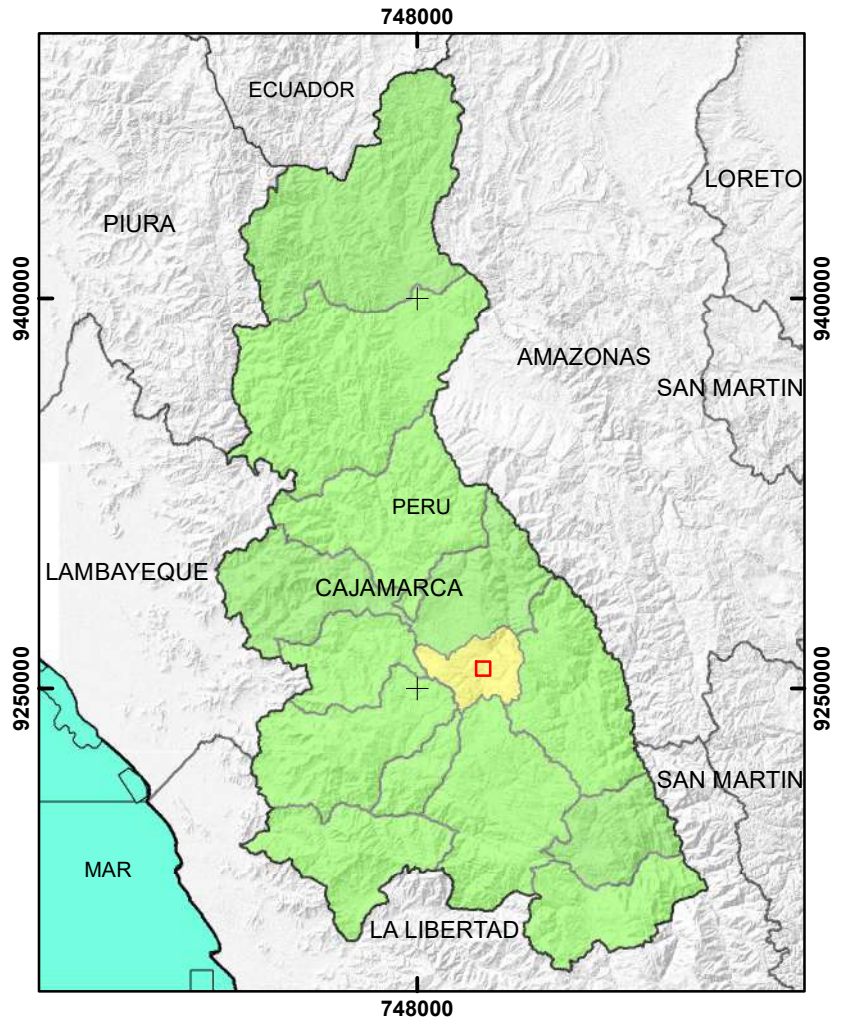 748000
ECUADOR
LORETO
PIURA
9400000
9400000
AMAZONAS
SAN MARTIN
PERU
LAMBAYEQUE
CAJAMARCA
9250000
9250000
SAN MARTIN
MAR
LA LIBERTAD
748000